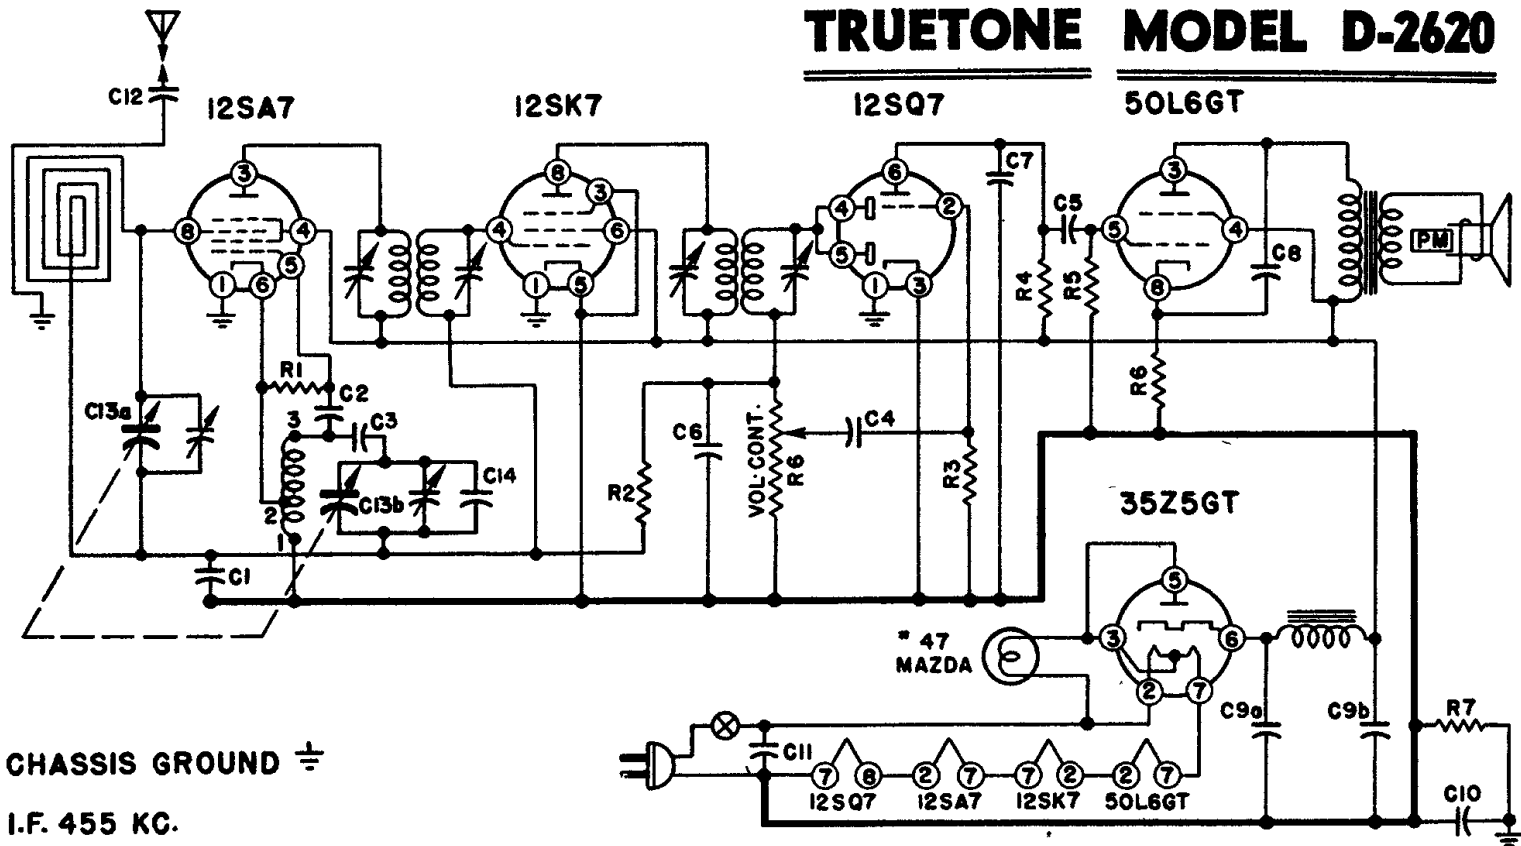 TRUETONE MODEL D-2620
12SA7
12SK7
12SQ7
50L6GT
C12
3
8
4
5
1
6
8
3
4
6
1
5
6
4
2
5
1
3
C7
C5
3
5
4
8
C8
PM
R4
R5
R6
R1
C2
C13a
3
C3
C13b
C14
2
1
R2
C6
VOL·CONT.
R6
C4
R3
C1
35Z5GT
5
3
6
2
7
* 47
MAZDA
C9a
C9b
R7
C11
C10
7
8
2
7
7
2
2
7
12SQ7
12SA7
12SK7
50L6GT
CHASSIS GROUND
I.F. 455 KC.